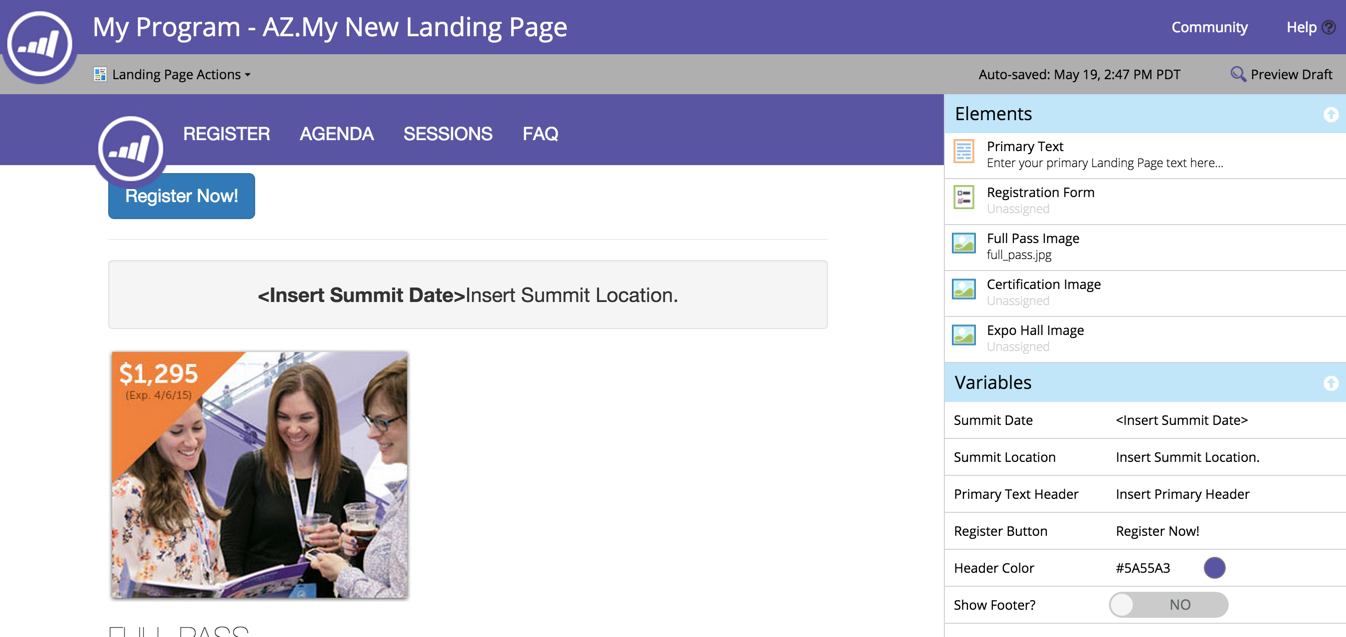 My Program - AZ.My New Landing Page
Community Help
Landing Page Actions
Auto-saved: May 19, 2:47 PM PDT
Preview Draft
REGISTER AGENDA SESSIONS FAQ
Register Now!
<Insert Summit Date>Insert Summit Location.
$1,295
(Exp. 4/6/15)
FULL PASS
Elements
Primary Text
Enter your primary Landing Page text here...
Registration Form
Unassigned
Full Pass Image
full_pass.jpg
Certification Image
Unassigned
Expo Hall Image
Unassigned
Variables
Summit Date <Insert Summit Date>
Summit Location Insert Summit Location.
Primary Text Header Insert Primary Header
Register Button Register Now!
Header Color #5A55A3
Show Footer? NO